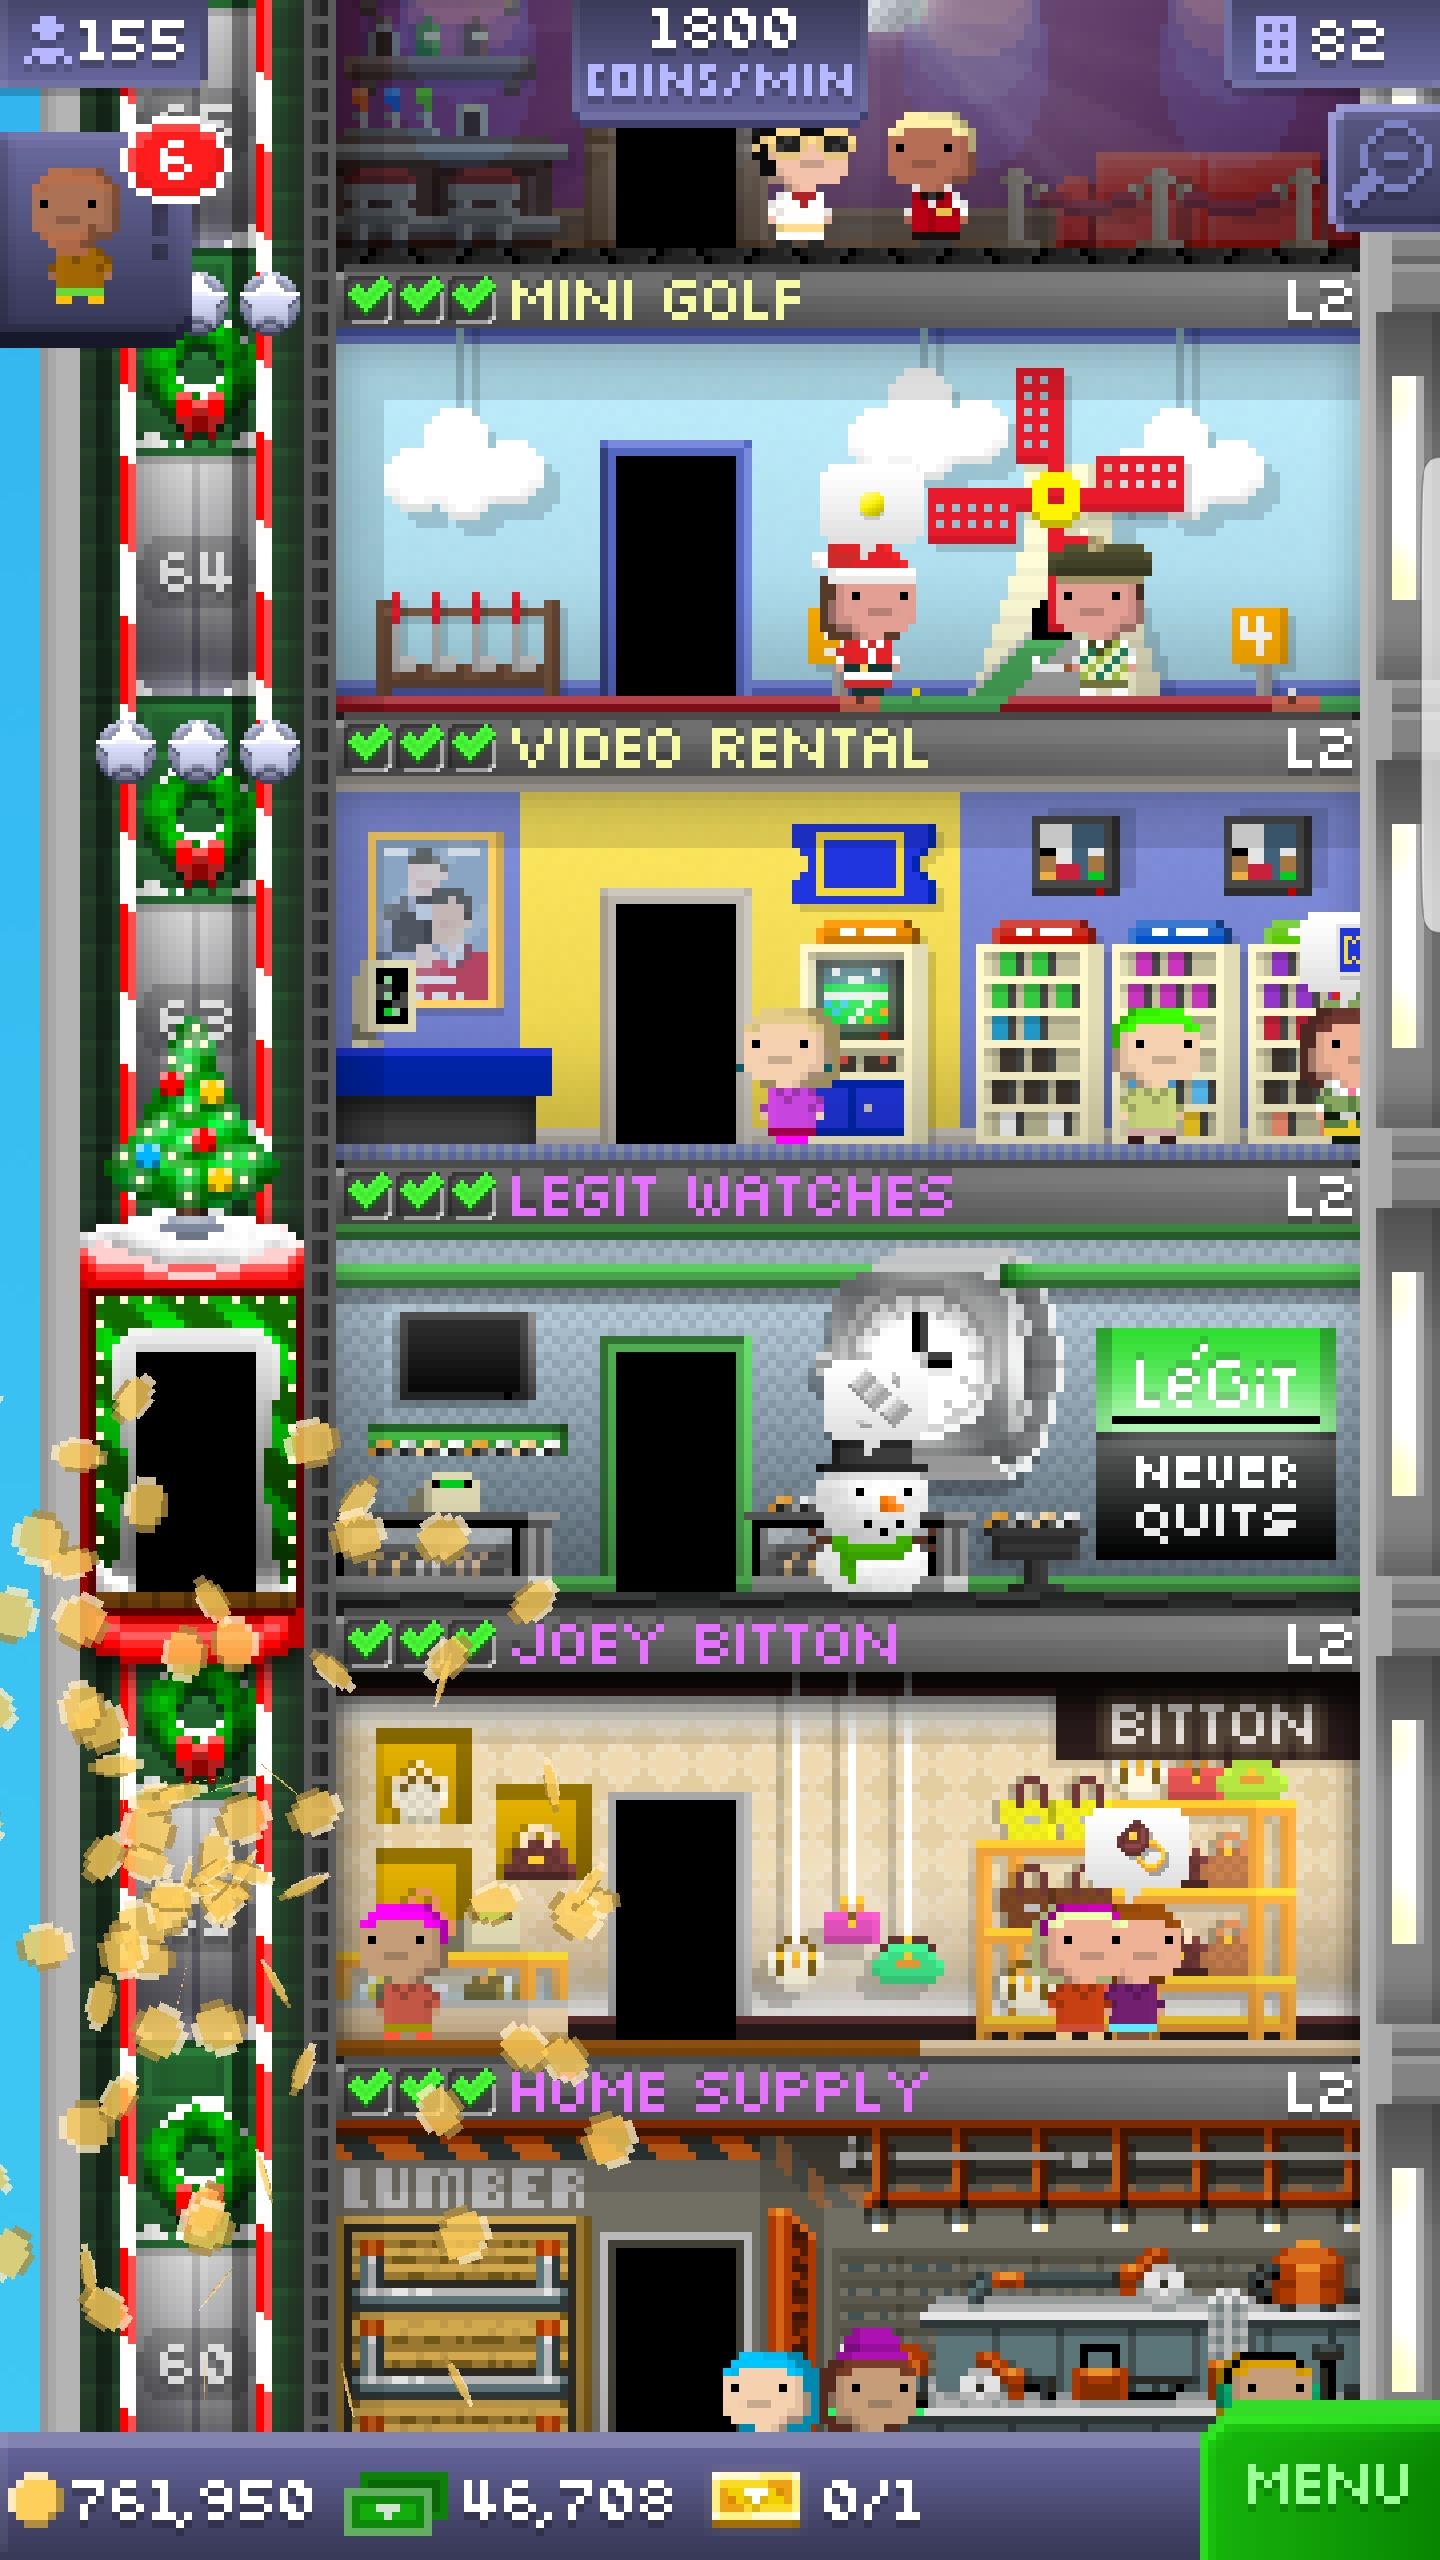 155
1800
COINS/MIN
82
6
MINI GOLF
L2
64
4
VIDEO RENTAL
L2
63
LEGIT WATCHES
L2
LéGiT
NEVER
QUITS
JOEY BITTON
L2
BITTON
HOME SUPPLY
L2
LUMBER
60
761,950
46,708
0/1
MENU